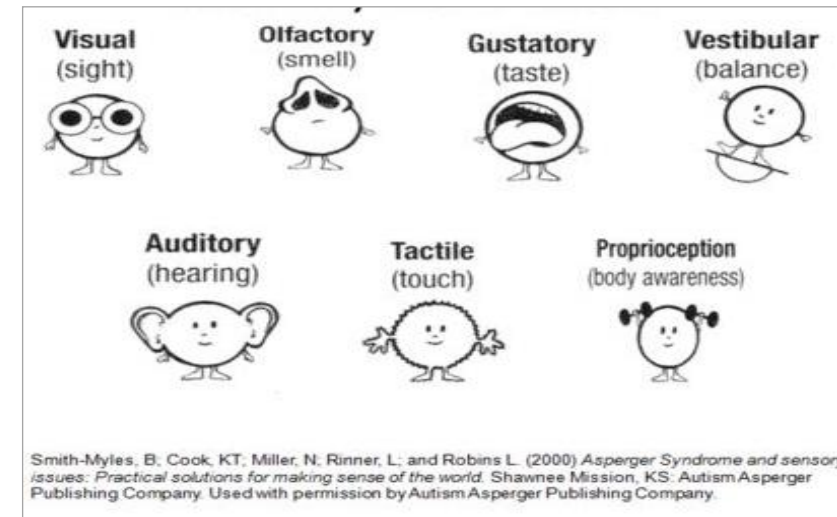 Visual
(sight)
Olfactory
(smell)
Gustatory
(taste)
Vestibular
(balance)
Auditory
(hearing)
Tactile
(touch)
Proprioception
(body awareness)
Smith-Myles, B; Cook, KT; Miller, N; Rinner, L; and Robins L. (2000) Asperger Syndrome and sensory
issues: Practical solutions for making sense of the world. Shawnee Mission, KS: Autism Asperger
Publishing Company. Used with permission by Autism Asperger Publishing Company.